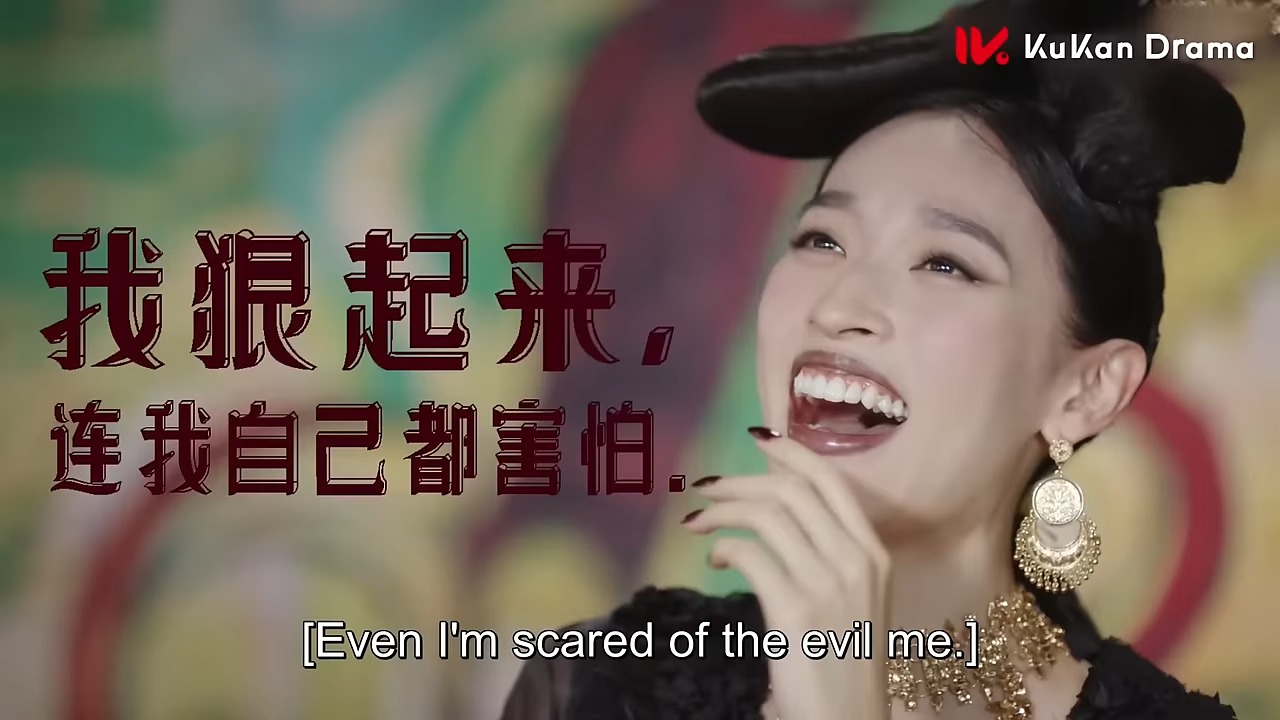 KuKan Drama
我狠起来，
连我自己都害怕.
[Even I'm scared of the evil me.]